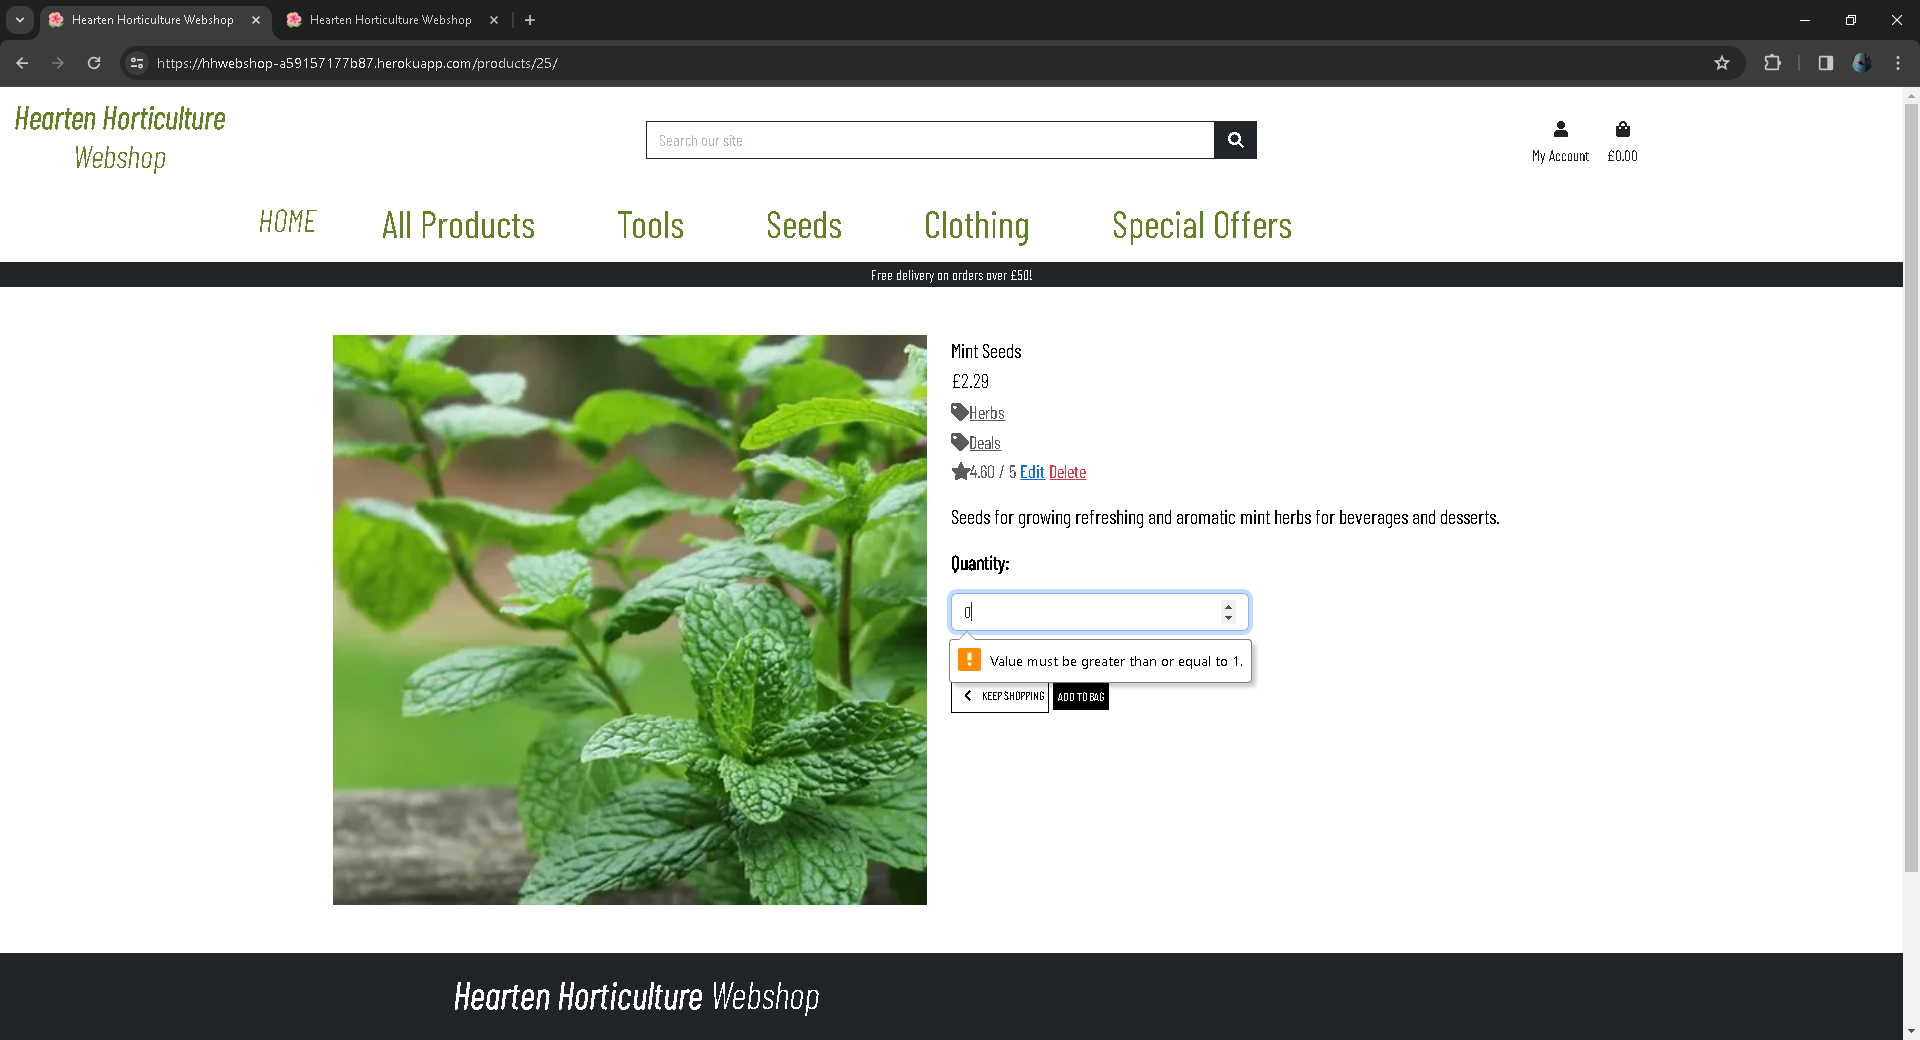 Hearten Horticulture Webshop
Hearten Horticulture Webshop
https://hhwebshop-a59157177b87.herokuapp.com/products/25/
Hearten Horticulture
Webshop
Search our site
My Account
£0.00
HOME
All Products
Tools
Seeds
Clothing
Special Offers
Free delivery on orders over £50!
Mint Seeds
£2.29
Herbs
Deals
4.60 / 5 Edit Delete
Seeds for growing refreshing and aromatic mint herbs for beverages and desserts.
Quantity:
0
Value must be greater than or equal to 1.
KEEP SHOPPING
ADD TO BAG
Hearten Horticulture Webshop